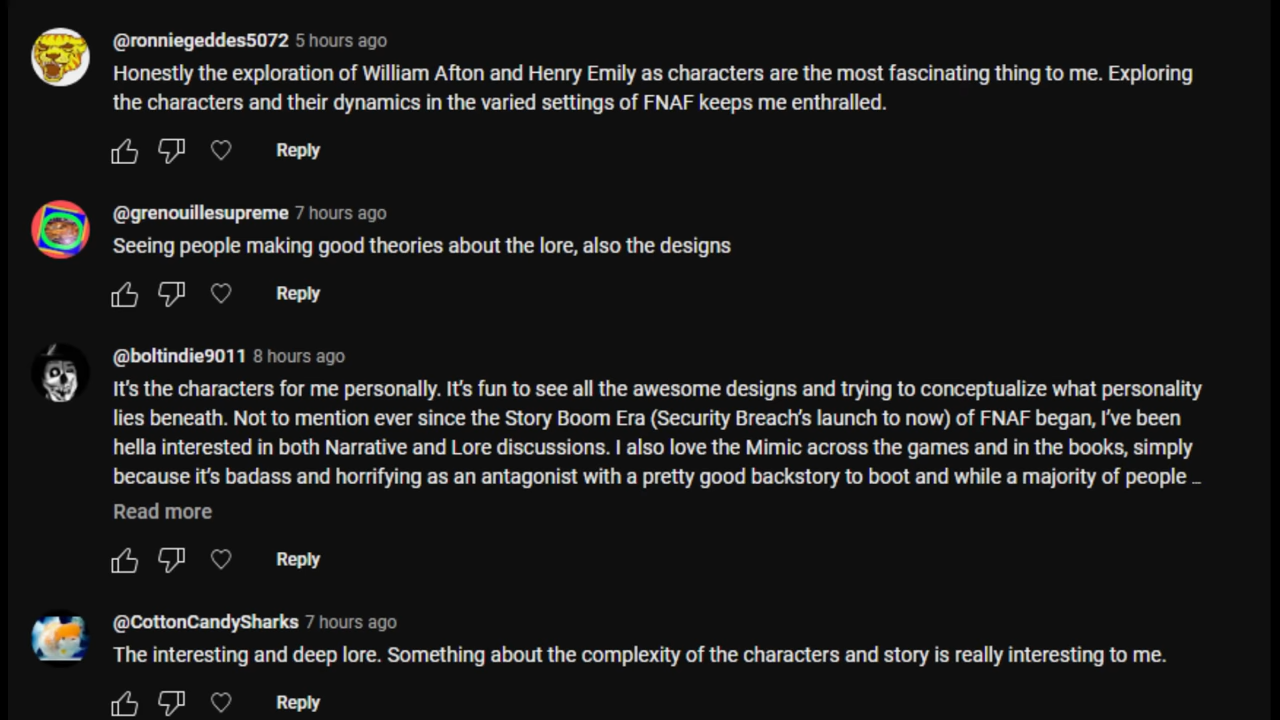 @ronniegeddes5072 5 hours ago
Honestly the exploration of William Afton and Henry Emily as characters are the most fascinating thing to me. Exploring
the characters and their dynamics in the varied settings of FNAF keeps me enthralled.
Reply
@grenouillesupreme 7 hours ago
Seeing people making good theories about the lore, also the designs
Reply
@boltindie9011 8 hours ago
It's the characters for me personally. It's fun to see all the awesome designs and trying to conceptualize what personality
lies beneath. Not to mention ever since the Story Boom Era (Security Breach's launch to now) of FNAF began, I've been
hella interested in both Narrative and Lore discussions. I also love the Mimic across the games and in the books, simply
because it's badass and horrifying as an antagonist with a pretty good backstory to boot and while a majority of people ...
Read more
Reply
@CottonCandySharks 7 hours ago
The interesting and deep lore. Something about the complexity of the characters and story is really interesting to me.
Reply